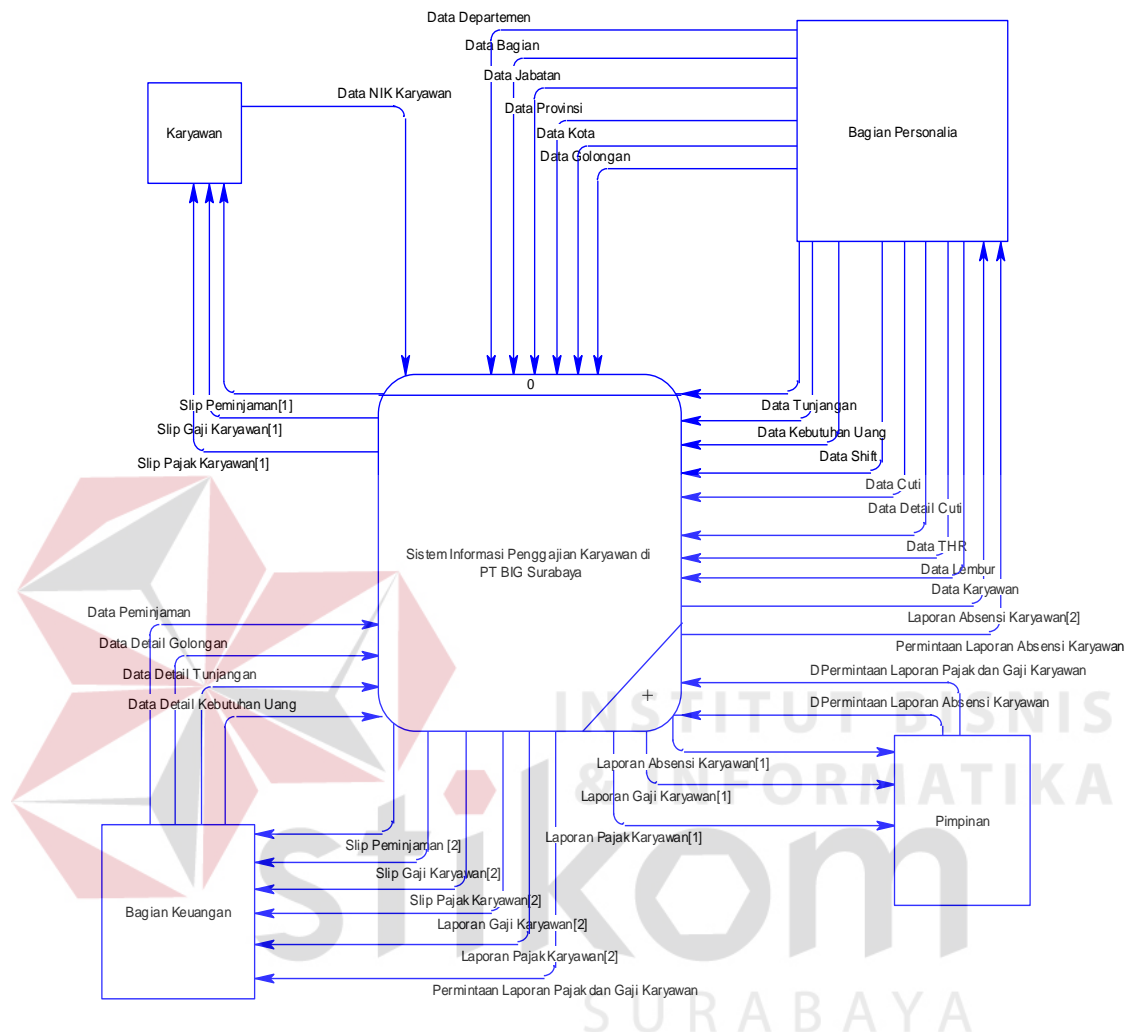 Data Departemen
Data Bagian
Data Jabatan
Data NIK Karyawan
Data Provinsi
Karyawan
Bagian Personalia
Data Kota
Data Golongan
0
Slip Peminjaman[1]
Data Tunjangan
Slip Gaji Karyawan[1]
Data Kebutuhan Uang
Slip Pajak Karyawan[1]
Data Shift
Data Cuti
Data Detail Cuti
Data THR
Sistem Informasi Penggajian Karyawan di
PT BIG Surabaya
Data Lembur
Data Karyawan
Data Peminjaman
Laporan Absensi Karyawan[2]
Data Detail Golongan
Permintaan Laporan Absensi Karyawan
Data Detail Tunjangan
DPermintaan Laporan Pajak dan Gaji Karyawan
+
Data Detail Kebutuhan Uang
DPermintaan Laporan Absensi Karyawan
INSTITUT BISNIS
& INFORMATIKA
Laporan Absensi Karyawan[1]
Laporan Gaji Karyawan[1]
Pimpinan
Laporan Pajak Karyawan[1]
Slip Peminjaman [2]
Slip Gaji Karyawan[2]
Slip Pajak Karyawan[2]
Bagian Keuangan
Laporan Gaji Karyawan[2]
Laporan Pajak Karyawan[2]
Permintaan Laporan Pajak dan Gaji Karyawan
stikom
SURABAYA